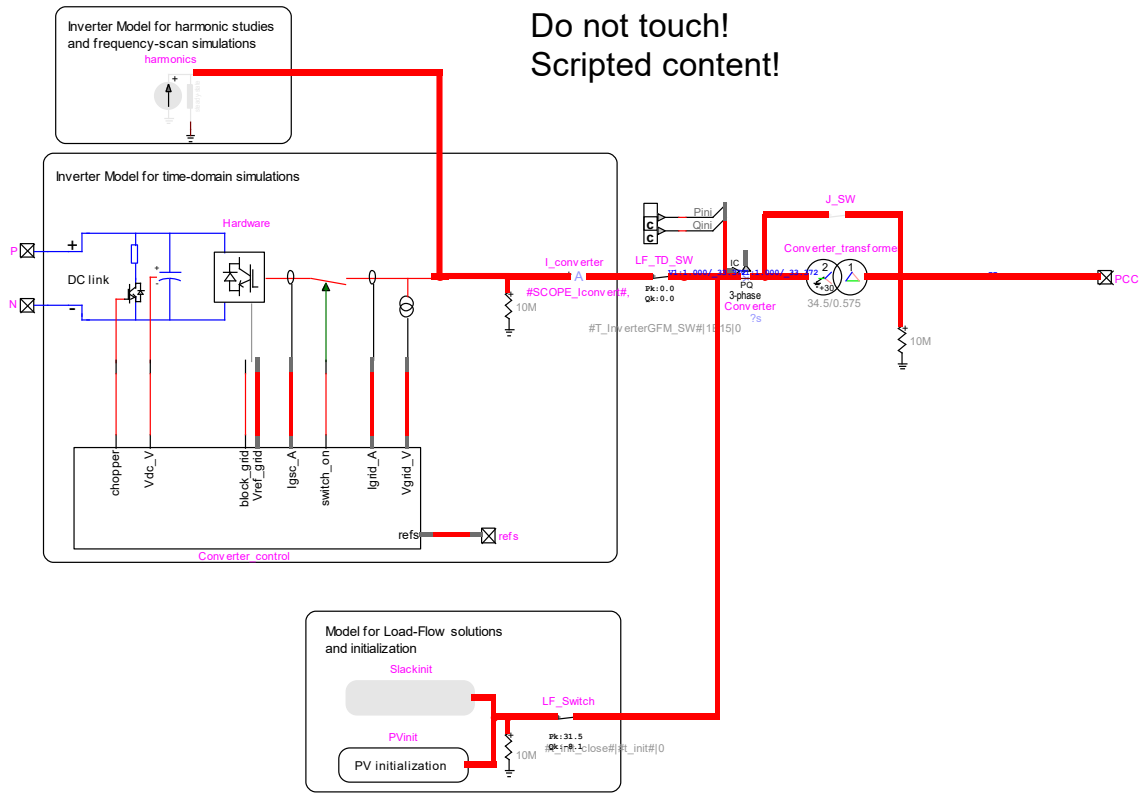 Do not touch!
Scripted content!
Inverter Model for harmonic studies
and frequency-scan simulations
harmonics
+
Inverter Model for time-domain simulations
Hardware
P
+
DC link
+
-
N
-
+
10M
I_converter
A
#SCOPE_Iconvert#,
C
C
Pini
Qini
LF_TD_SW
Pk:0.0
Qk:0.0
IC
PQ
3-phase
Converter
?s
#T_InverterGFM_SW#|1E15|0
J_SW
Converter_transforme
2
1
+30
34.5/0.575
+
10M
PCC
chopper
Vdc_V
block_grid
Vref_grid
Igsc_A
switch_on
Igrid_A
Vgrid_V
refs
refs
Converter_control
Model for Load-Flow solutions
and initialization
Slackinit
PVinit
PV initialization
+
10M
LF_Switch
Pk:31.5